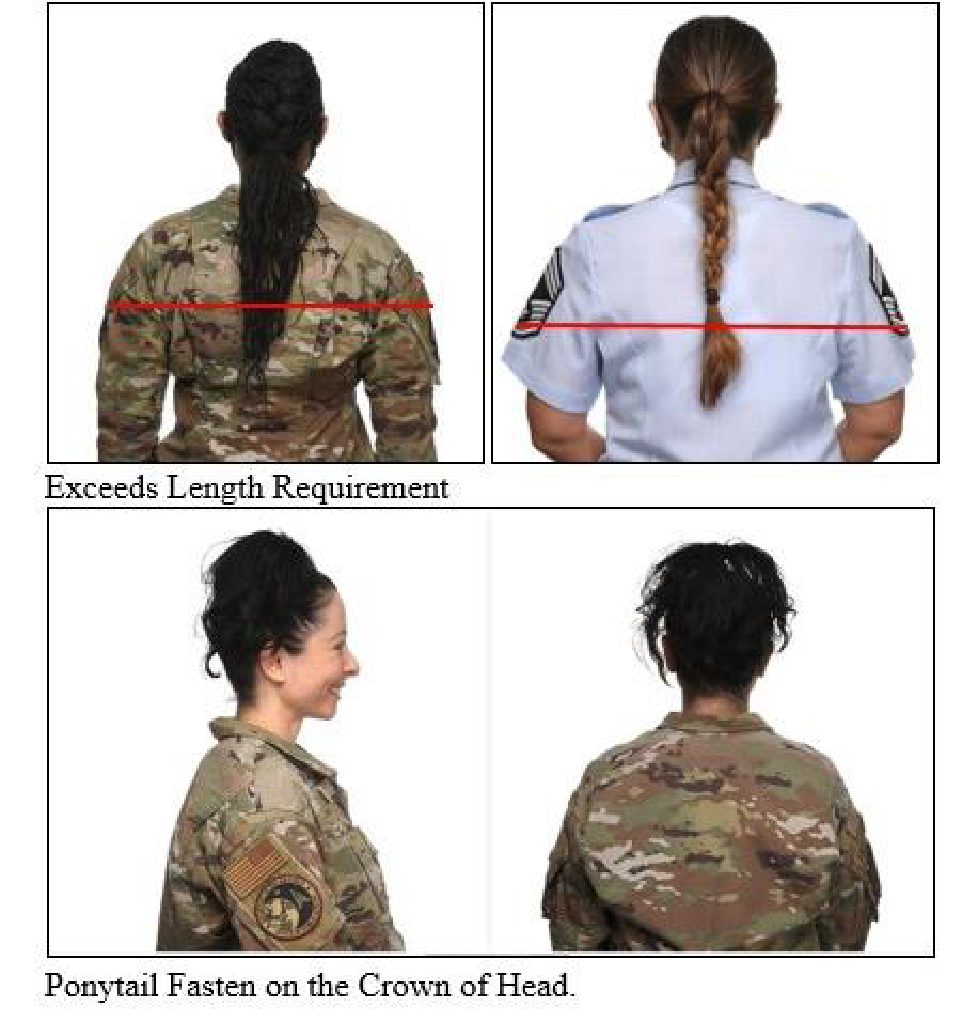 Exceeds Length Requirement
Ponytail Fasten on the Crown of Head.